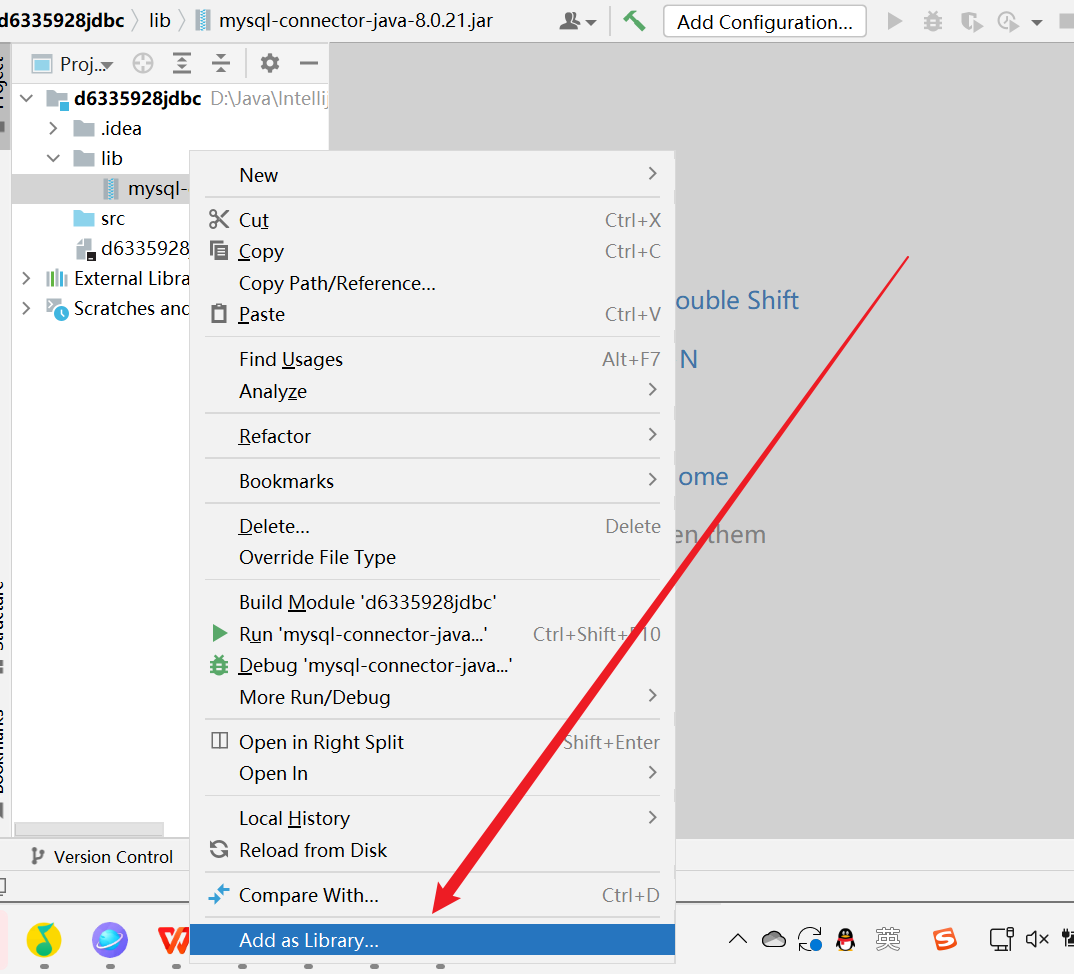 d6335928jdbc lib mysql-connector-java-8.0.21.jar Add Configuration...
Proj...
d6335928jdbc D:\Java\Intellij
.idea
lib
mysql-
src
d6335928
External Libra
Scratches and
New
Cut Ctrl+X
Copy Ctrl+C
Copy Path/Reference...
Paste Ctrl+V
Find Usages Alt+F7
Analyze
Refactor
Bookmarks
Delete... Delete
Override File Type
Build Module 'd6335928jdbc'
Run 'mysql-connector-java...' Ctrl+Shift+F10
Debug 'mysql-connector-java...'
More Run/Debug
Open in Right Split Shift+Enter
Open In
Local History
Reload from Disk
Compare With... Ctrl+D
Add as Library...
ouble Shift
N
ome
en them
Structure
Bookmarks
Version Control
英